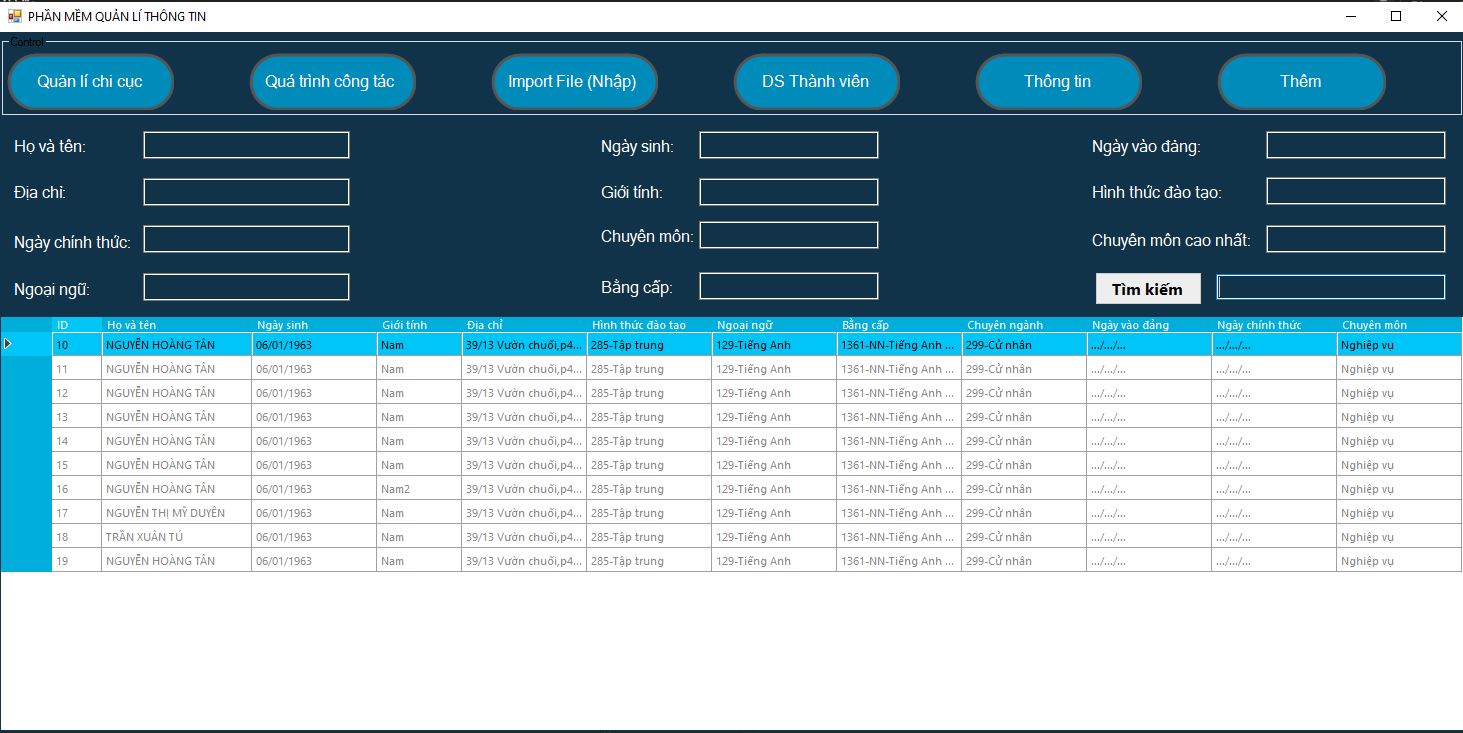 PHẦN MỀM QUẢN LÍ THÔNG TIN
Control
Quản lí chi cục Quá trình công tác Import File (Nhập) DS Thành viên Thông tin Thêm
Họ và tên: Ngày sinh: Ngày vào đảng:
Địa chỉ: Giới tính: Hình thức đào tạo:
Ngày chính thức: Chuyên môn: Chuyên môn cao nhất:
Ngoại ngữ: Bằng cấp: Tìm kiếm
ID Họ và tên Ngày sinh Giới tính Địa chỉ Hình thức đào tạo Ngoại ngữ Bằng cấp Chuyên ngành Ngày vào đảng Ngày chính thức Chuyên môn
10 NGUYỄN HOÀNG TÂN 06/01/1963 Nam 39/13 Vườn chuối,p4... 285-Tập trung 129-Tiếng Anh 1361-NN-Tiếng Anh ... 299-Cử nhân .../.../... .../.../... Nghiệp vụ
11 NGUYỄN HOÀNG TÂN 06/01/1963 Nam 39/13 Vườn chuối,p4... 285-Tập trung 129-Tiếng Anh 1361-NN-Tiếng Anh ... 299-Cử nhân .../.../... .../.../... Nghiệp vụ
12 NGUYỄN HOÀNG TÂN 06/01/1963 Nam 39/13 Vườn chuối,p4... 285-Tập trung 129-Tiếng Anh 1361-NN-Tiếng Anh ... 299-Cử nhân .../.../... .../.../... Nghiệp vụ
13 NGUYỄN HOÀNG TÂN 06/01/1963 Nam 39/13 Vườn chuối,p4... 285-Tập trung 129-Tiếng Anh 1361-NN-Tiếng Anh ... 299-Cử nhân .../.../... .../.../... Nghiệp vụ
14 NGUYỄN HOÀNG TÂN 06/01/1963 Nam 39/13 Vườn chuối,p4... 285-Tập trung 129-Tiếng Anh 1361-NN-Tiếng Anh ... 299-Cử nhân .../.../... .../.../... Nghiệp vụ
15 NGUYỄN HOÀNG TÂN 06/01/1963 Nam 39/13 Vườn chuối,p4... 285-Tập trung 129-Tiếng Anh 1361-NN-Tiếng Anh ... 299-Cử nhân .../.../... .../.../... Nghiệp vụ
16 NGUYỄN HOÀNG TÂN 06/01/1963 Nam2 39/13 Vườn chuối,p4... 285-Tập trung 129-Tiếng Anh 1361-NN-Tiếng Anh ... 299-Cử nhân .../.../... .../.../... Nghiệp vụ
17 NGUYỄN THỊ MỸ DUYÊN 06/01/1963 Nam 39/13 Vườn chuối,p4... 285-Tập trung 129-Tiếng Anh 1361-NN-Tiếng Anh ... 299-Cử nhân .../.../... .../.../... Nghiệp vụ
18 TRẦN XUÂN TÚ 06/01/1963 Nam 39/13 Vườn chuối,p4... 285-Tập trung 129-Tiếng Anh 1361-NN-Tiếng Anh ... 299-Cử nhân .../.../... .../.../... Nghiệp vụ
19 NGUYỄN HOÀNG TÂN 06/01/1963 Nam 39/13 Vườn chuối,p4... 285-Tập trung 129-Tiếng Anh 1361-NN-Tiếng Anh ... 299-Cử nhân .../.../... .../.../... Nghiệp vụ